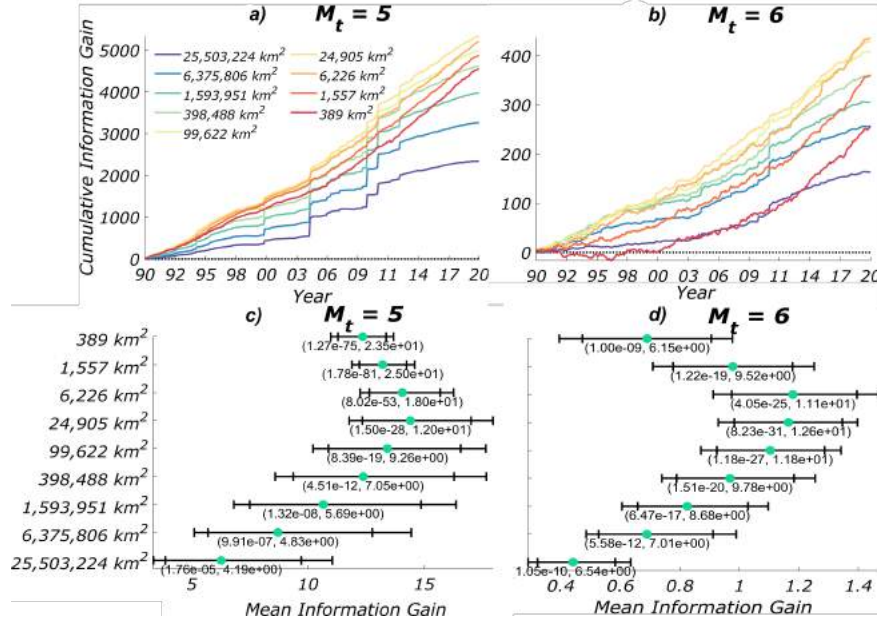 a) M_t = 5
Cumulative Information Gain
5000
4000
3000
2000
1000
0
25,503,224 km²
6,375,806 km²
1,593,951 km²
398,488 km²
99,622 km²
24,905 km²
6,226 km²
1,557 km²
389 km²
90 92 95 98 00 03 06 09 11 14 17 20
Year
b) M_t = 6
400
300
200
100
0
90 92 95 98 00 03 06 09 11 14 17 20
Year
c) M_t = 5
389 km²
(1.27e-75, 2.35e+01)
1,557 km²
(1.78e-81, 2.50e+01)
6,226 km²
(8.02e-53, 1.80e+01)
24,905 km²
(1.50e-28, 1.20e+01)
99,622 km²
(8.39e-19, 9.26e+00)
398,488 km²
(4.51e-12, 7.05e+00)
1,593,951 km²
(1.32e-08, 5.69e+00)
6,375,806 km²
(9.91e-07, 4.83e+00)
25,503,224 km²
(1.76e-05, 4.19e+00)
5 10 15
Mean Information Gain
d) M_t = 6
(1.00e-09, 6.15e+00)
(1.22e-19, 9.52e+00)
(4.05e-25, 1.11e+01)
(8.23e-31, 1.26e+01)
(1.18e-27, 1.18e+01)
(1.51e-20, 9.78e+00)
(6.47e-17, 8.68e+00)
(5.58e-12, 7.01e+00)
1.05e-10, 6.54e+00)
0.4 0.6 0.8 1 1.2 1.4
Mean Information Gain